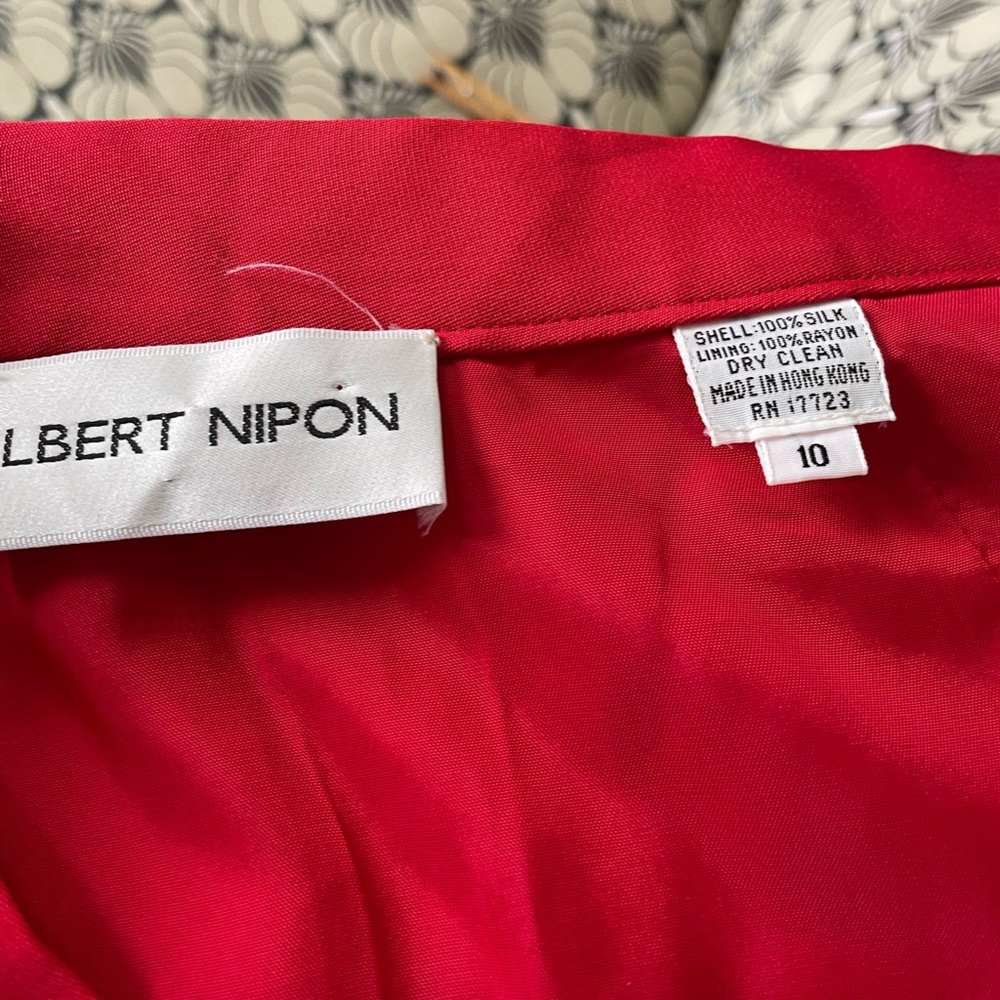 LBERT NIPON
SHELL:100% SILK
LINING:100%RAYON
DRY CLEAN
MADE IN HONG KONG
RN 17723
10